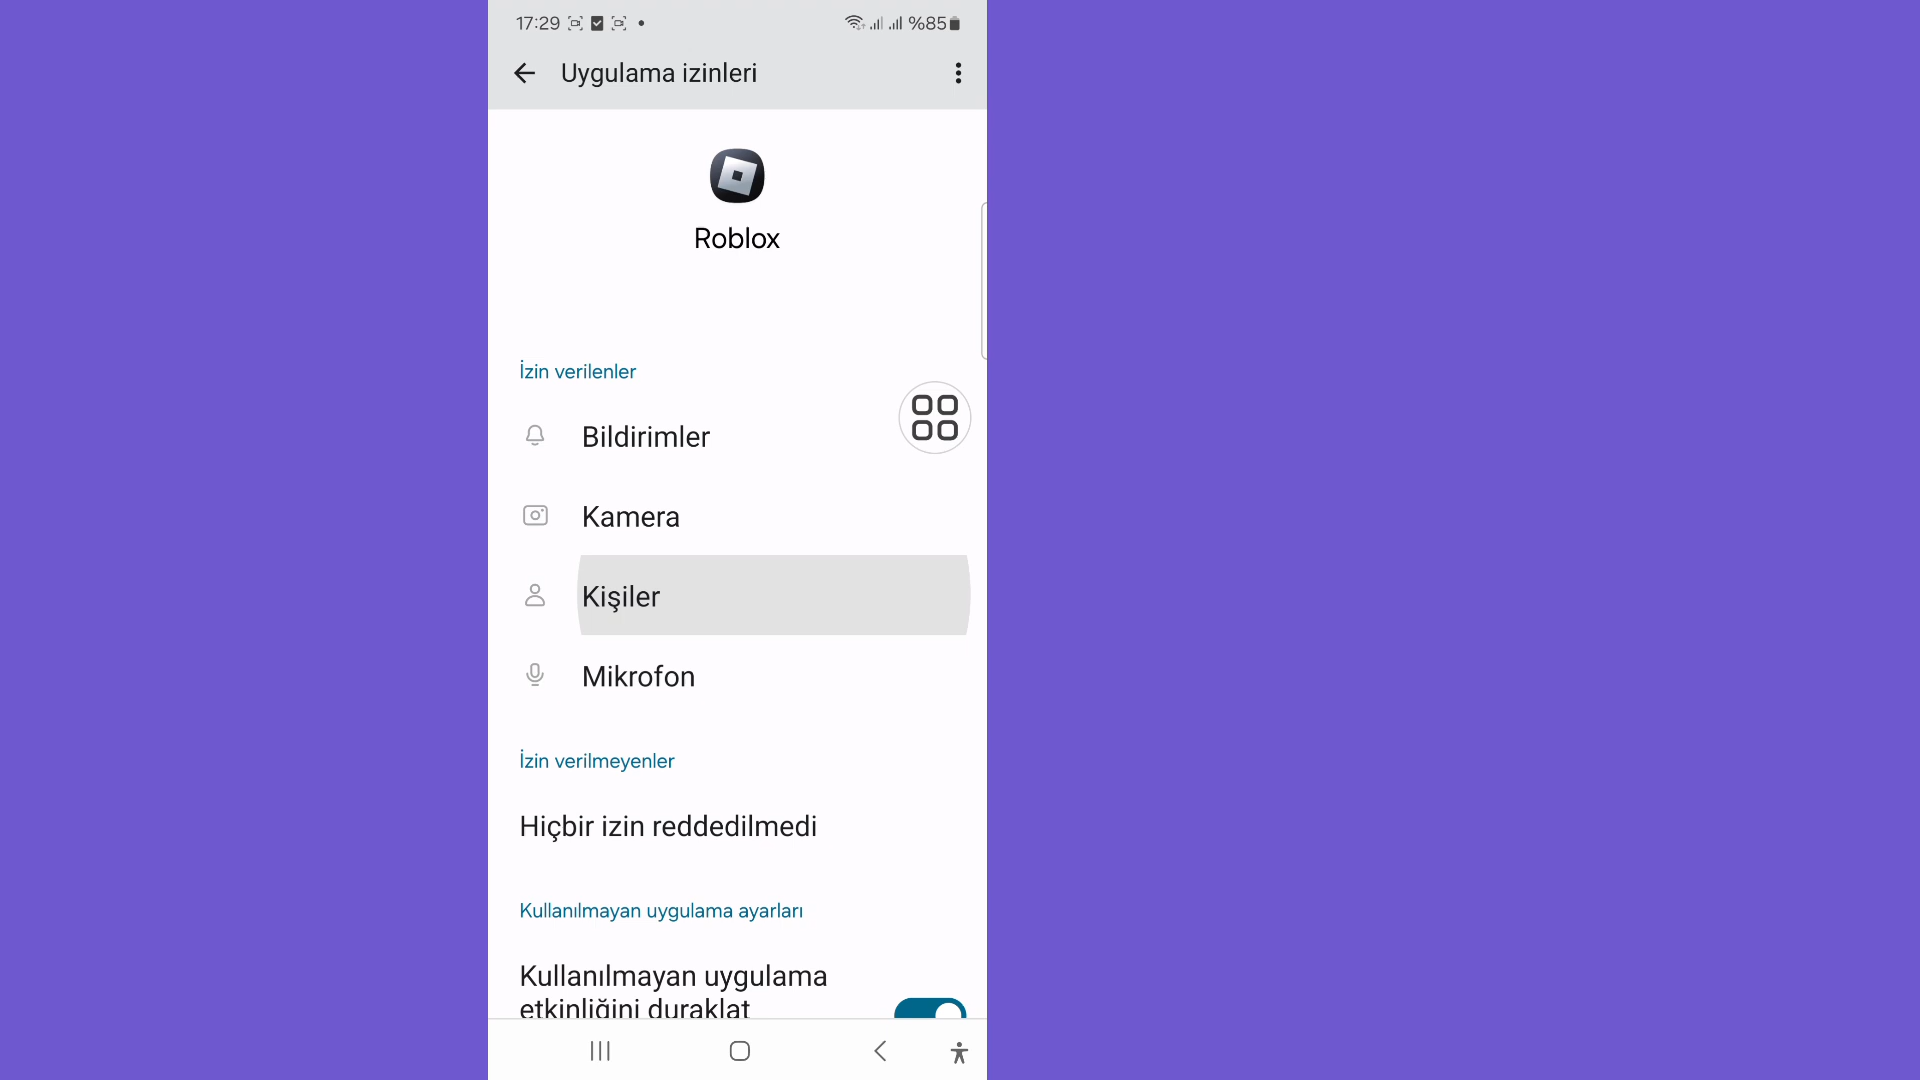 17:29 %85
Uygulama izinleri
Roblox
İzin verilenler
Bildirimler
Kamera
Kişiler
Mikrofon
İzin verilmeyenler
Hiçbir izin reddedilmedi
Kullanılmayan uygulama ayarları
Kullanılmayan uygulama
etkinliğini duraklat